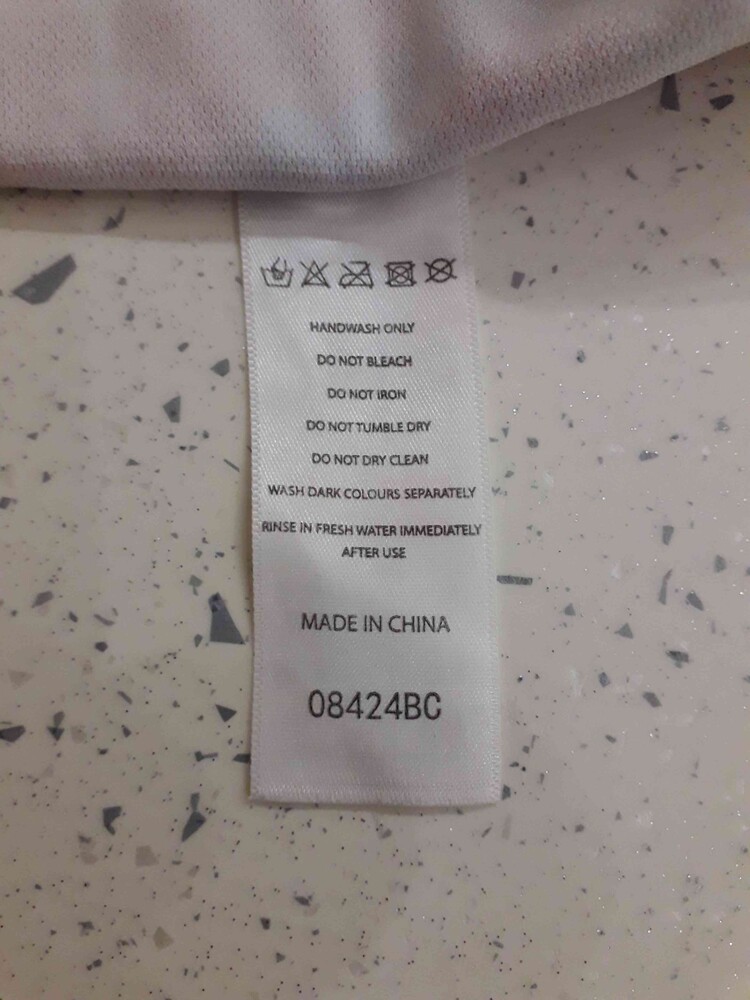 HANDWASH ONLY
DO NOT BLEACH
DO NOT IRON
DO NOT TUMBLE DRY
DO NOT DRY CLEAN
WASH DARK COLOURS SEPARATELY
RINSE IN FRESH WATER IMMEDIATELY
AFTER USE
MADE IN CHINA
08424BC